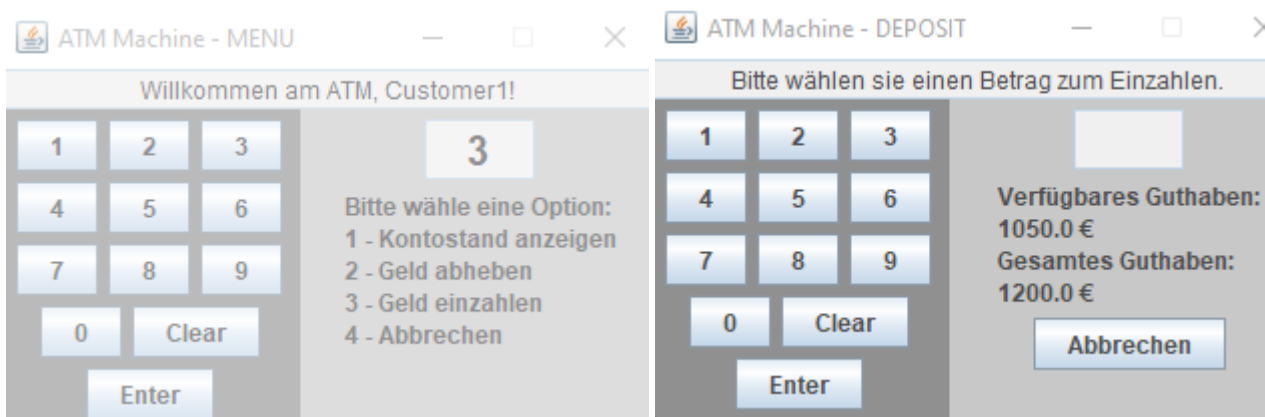 ATM Machine - MENU
Willkommen am ATM, Customer1!
1 2 3
4 5 6
7 8 9
0 Clear
Enter
3
Bitte wähle eine Option:
1 - Kontostand anzeigen
2 - Geld abheben
3 - Geld einzahlen
4 - Abbrechen
ATM Machine - DEPOSIT
Bitte wählen sie einen Betrag zum Einzahlen.
1 2 3
4 5 6
7 8 9
0 Clear
Enter
Verfügbares Guthaben:
1050.0 €
Gesamtes Guthaben:
1200.0 €
Abbrechen